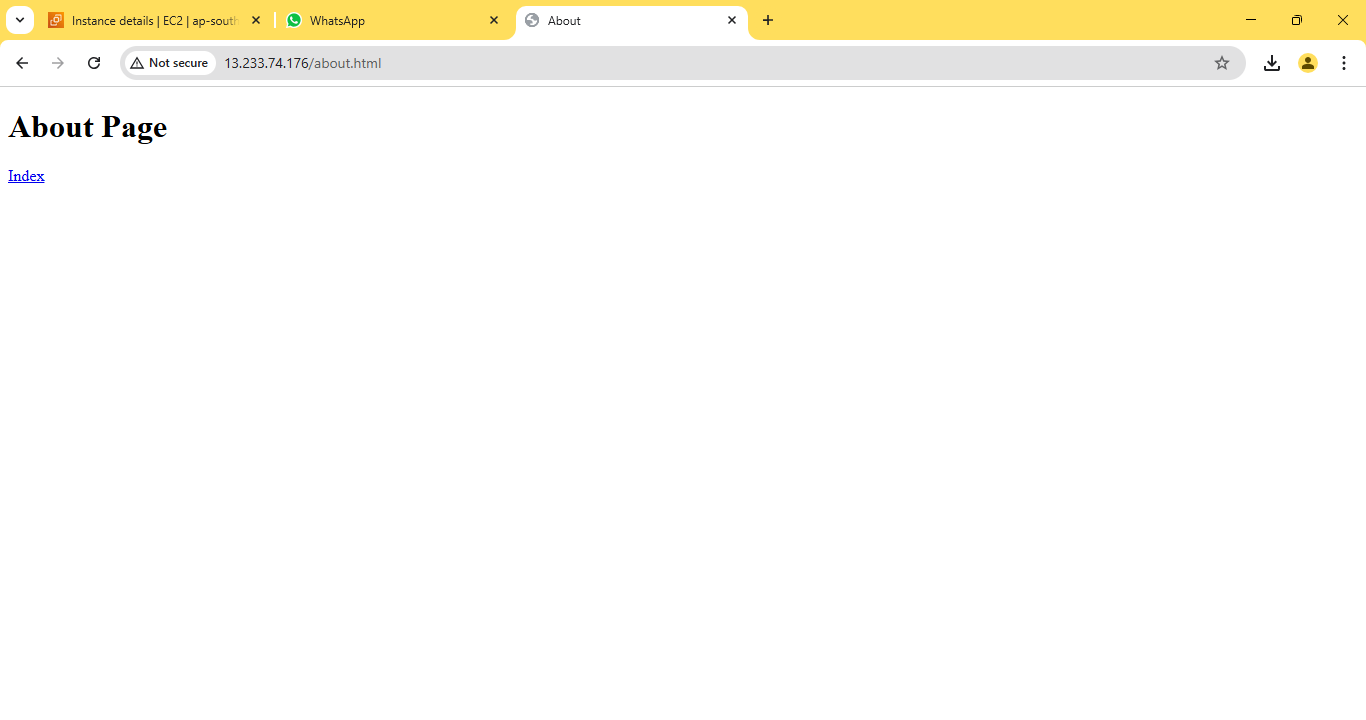 Instance details | EC2 | ap-south
WhatsApp
About
Not secure
13.233.74.176/about.html
About Page
Index